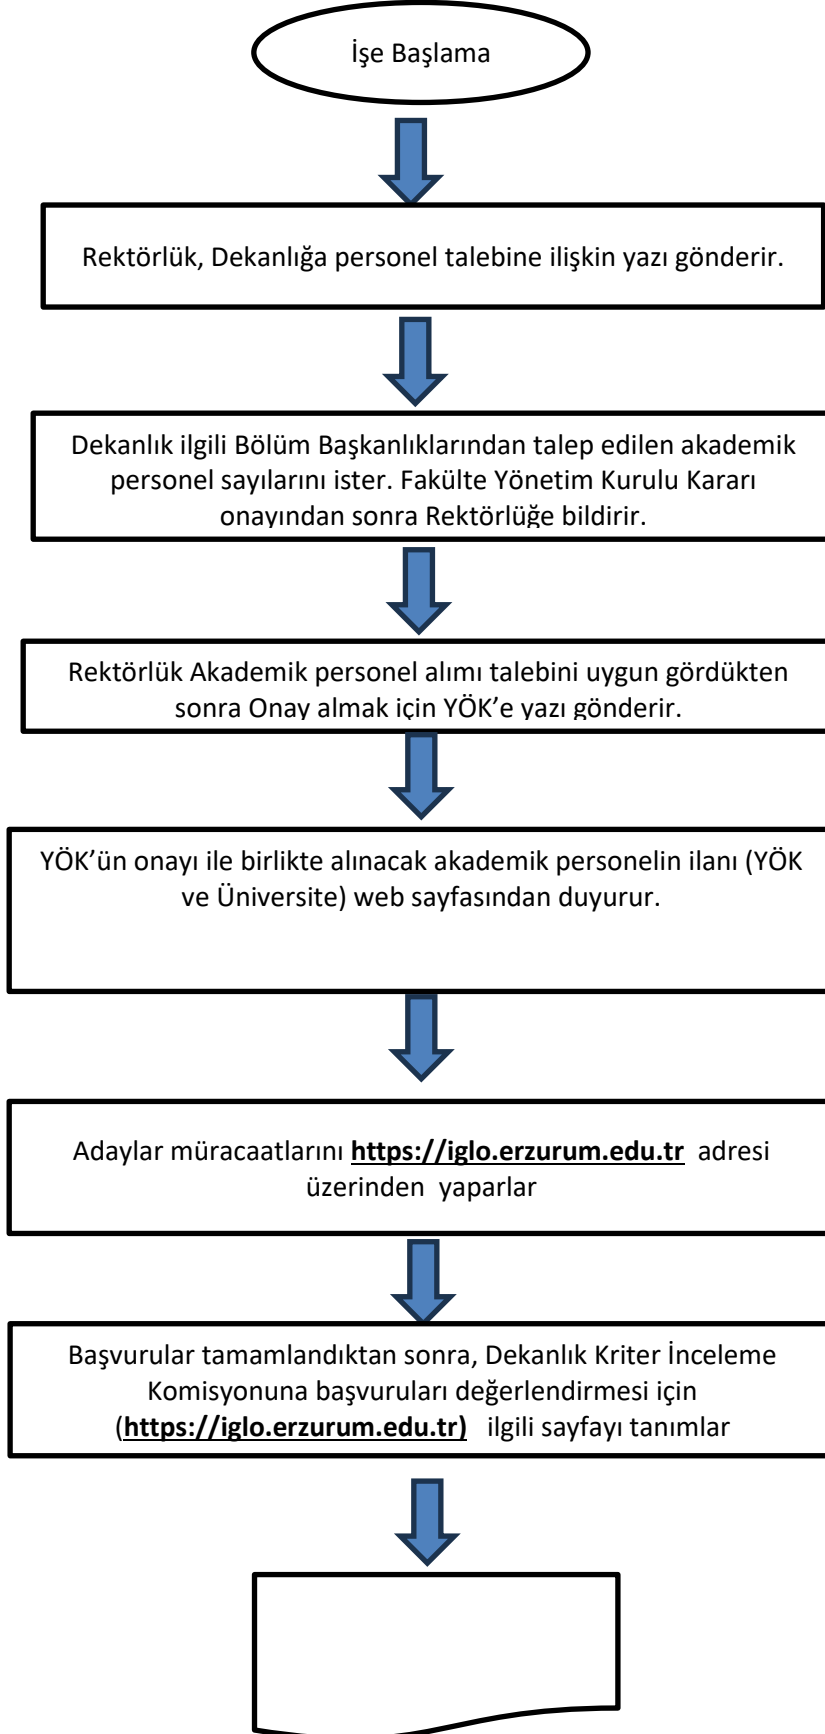 İşe Başlama
Rektörlük, Dekanlığa personel talebine ilişkin yazı gönderir.
Dekanlık ilgili Bölüm Başkanlıklarından talep edilen akademik
personel sayılarını ister. Fakülte Yönetim Kurulu Kararı
onayından sonra Rektörlüğe bildirir.
Rektörlük Akademik personel alımı talebini uygun gördükten
sonra Onay almak için YÖK’e yazı gönderir.
YÖK’ün onayı ile birlikte alınacak akademik personelin ilanı (YÖK
ve Üniversite) web sayfasından duyurur.
Adaylar müracaatlarını https://iglo.erzurum.edu.tr adresi
üzerinden yaparlar
Başvurular tamamlandıktan sonra, Dekanlık Kriter İnceleme
Komisyonuna başvuruları değerlendirmesi için
(https://iglo.erzurum.edu.tr) ilgili sayfayı tanımlar